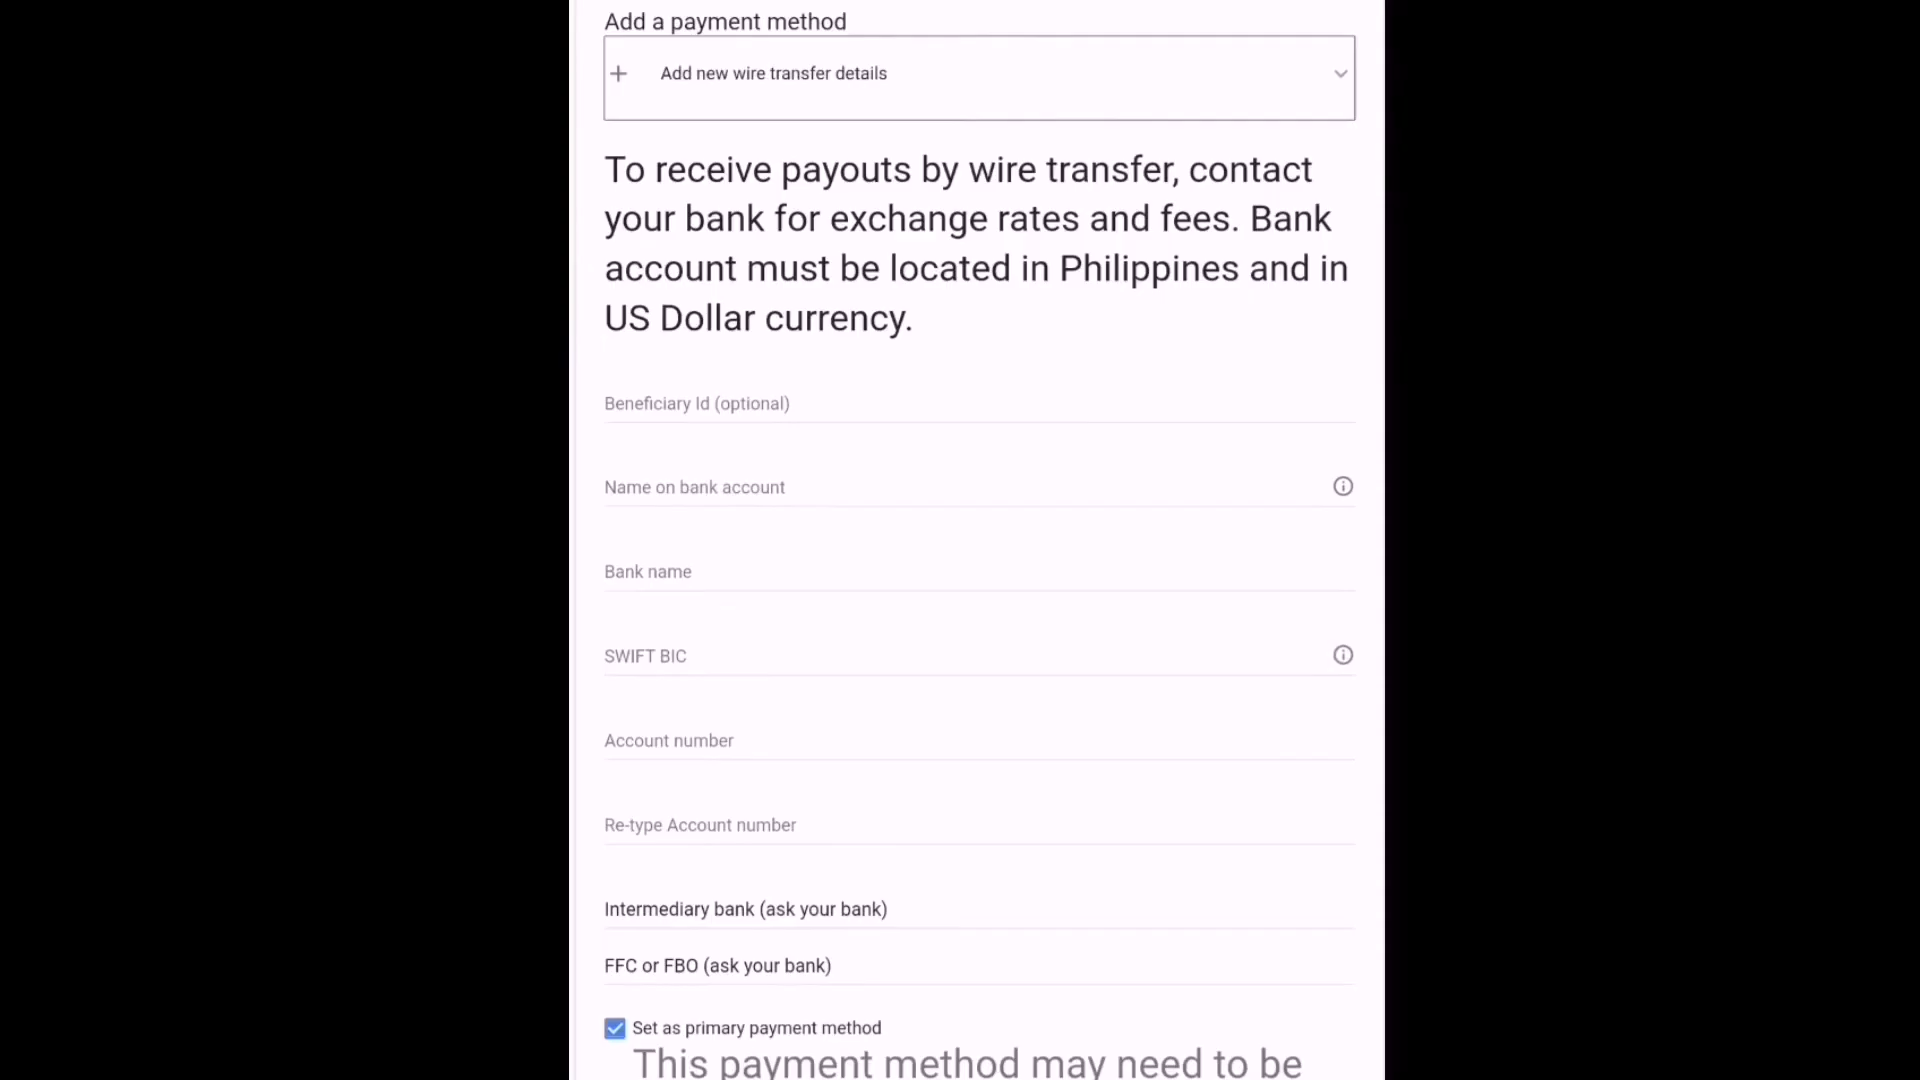 Add a payment method
Add new wire transfer details
To receive payouts by wire transfer, contact
your bank for exchange rates and fees. Bank
account must be located in Philippines and in
US Dollar currency.
Beneficiary Id (optional)
Name on bank account
Bank name
SWIFT BIC
Account number
Re-type Account number
Intermediary bank (ask your bank)
FFC or FBO (ask your bank)
Set as primary payment method
This payment method may need to be